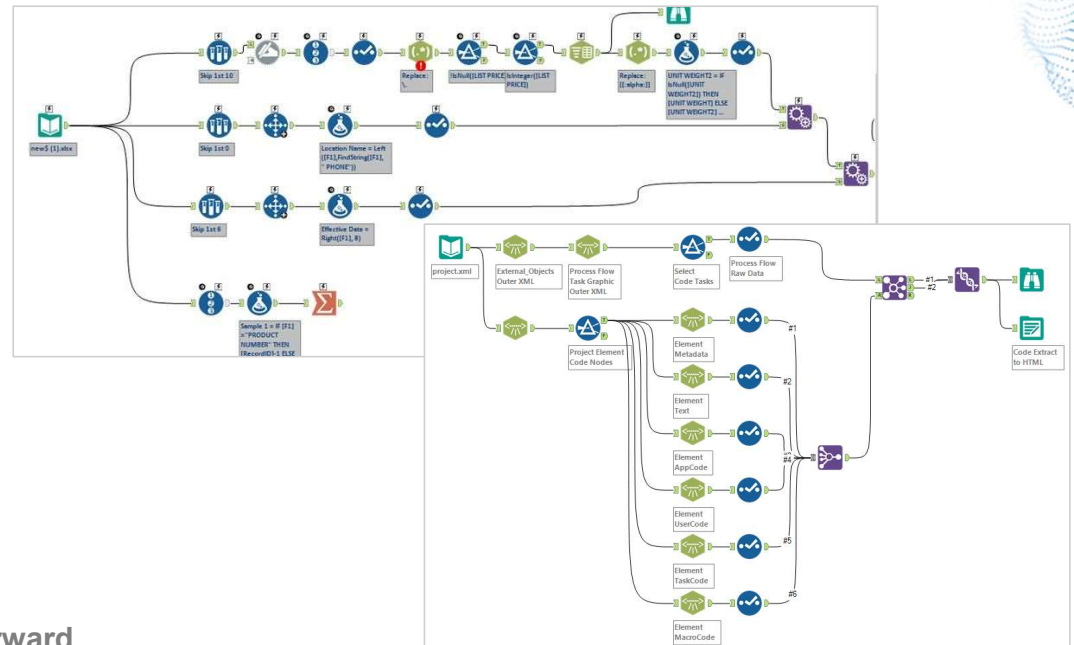 Skip 1st 10
Replace:
\.
!IsNull([LIST PRICE
IsInteger([LIST
PRICE])
Replace:
[[:alpha:]]
UNIT WEIGHT2 = IF
IsNull([UNIT
WEIGHT2]) THEN
[UNIT WEIGHT] ELSE
[UNIT WEIGHT2] ...
new$ (1).xlsx
Skip 1st 0
Location Name = Left
([F1],FindString([F1],
" PHONE"))
Skip 1st 6
Effective Date =
Right([F1], 8)
Sample 1 = IF [F1]
="PRODUCT
NUMBER" THEN
[RecordID]-1 ELSE
project.xml
External_Objects
Outer XML
Process Flow
Task Graphic
Outer XML
Select
Code Tasks
Process Flow
Raw Data
#1
#2
Code Extract
to HTML
Project Element
Code Nodes
Element
Metadata
#1
Element
Text
#2
Element
AppCode
#4
Element
UserCode
Element
TaskCode
#5
Element
MacroCode
#6
rward